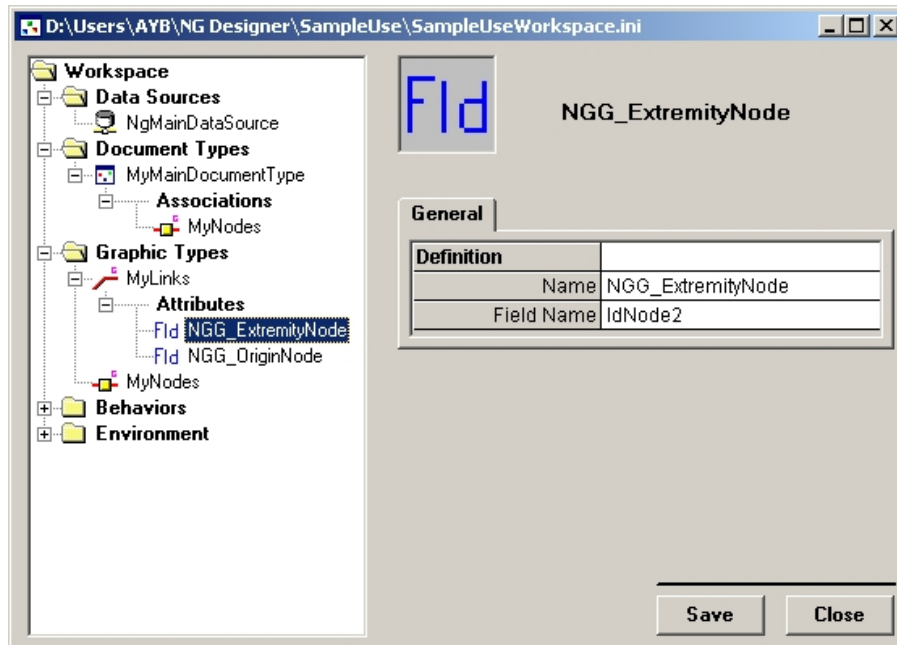 D:\Users\AYB\NG Designer\SampleUse\SampleUseWorkspace.ini
Workspace
Data Sources
NgMainDataSource
Document Types
MyMainDocumentType
Associations
MyNodes
Graphic Types
MyLinks
Attributes
Fld NGG_ExtremityNode
Fld NGG_OriginNode
MyNodes
Behaviors
Environment
Fld
NGG_ExtremityNode
General
Definition
Name NGG_ExtremityNode
Field Name IdNode2
Save Close